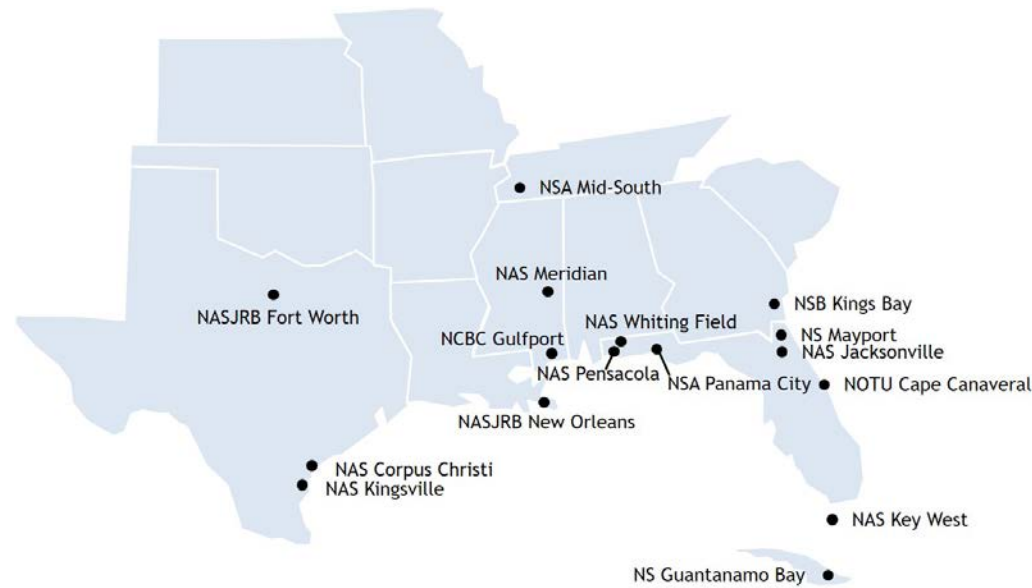 NSA Mid-South
NAS Meridian
NASJRB Fort Worth
NSB Kings Bay
NAS Whiting Field
NCBC Gulfport
NS Mayport
NAS Jacksonville
NAS Pensacola
NSA Panama City
NOTU Cape Canaveral
NASJRB New Orleans
NAS Corpus Christi
NAS Kingsville
NAS Key West
NS Guantanamo Bay